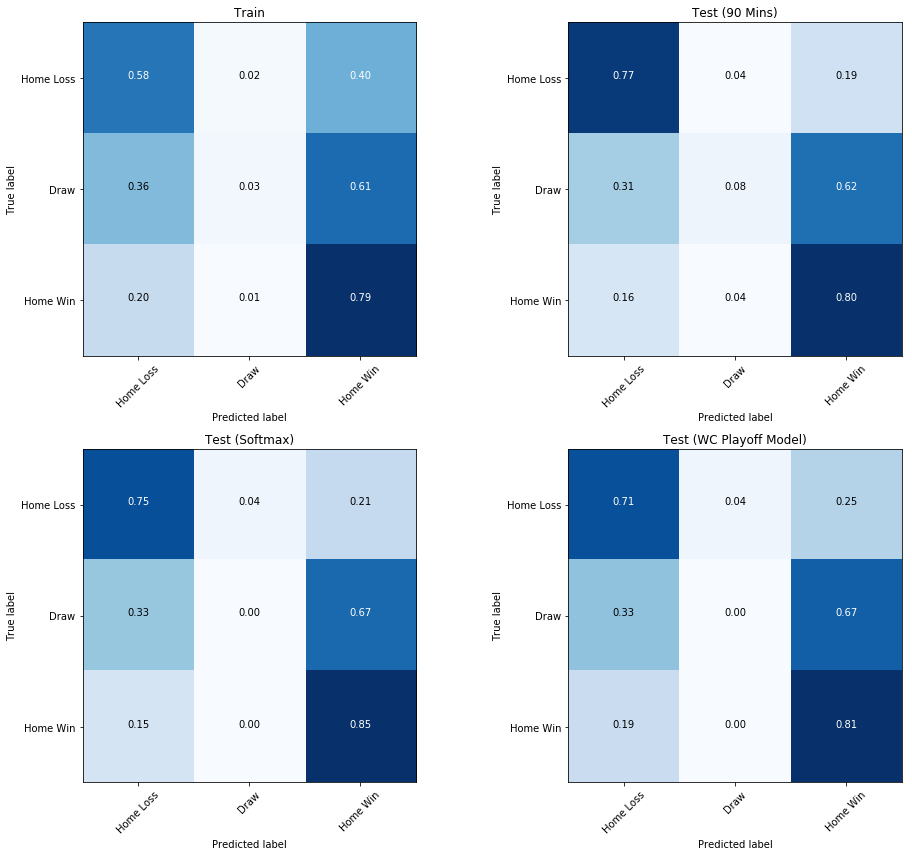 Train
True label
Home Loss
0.58 0.02 0.40
Draw
0.36 0.03 0.61
Home Win
0.20 0.01 0.79
Home Loss Draw Home Win
Predicted label
Test (90 Mins)
True label
Home Loss
0.77 0.04 0.19
Draw
0.31 0.08 0.62
Home Win
0.16 0.04 0.80
Home Loss Draw Home Win
Predicted label
Test (Softmax)
True label
Home Loss
0.75 0.04 0.21
Draw
0.33 0.00 0.67
Home Win
0.15 0.00 0.85
Home Loss Draw Home Win
Predicted label
Test (WC Playoff Model)
True label
Home Loss
0.71 0.04 0.25
Draw
0.33 0.00 0.67
Home Win
0.19 0.00 0.81
Home Loss Draw Home Win
Predicted label